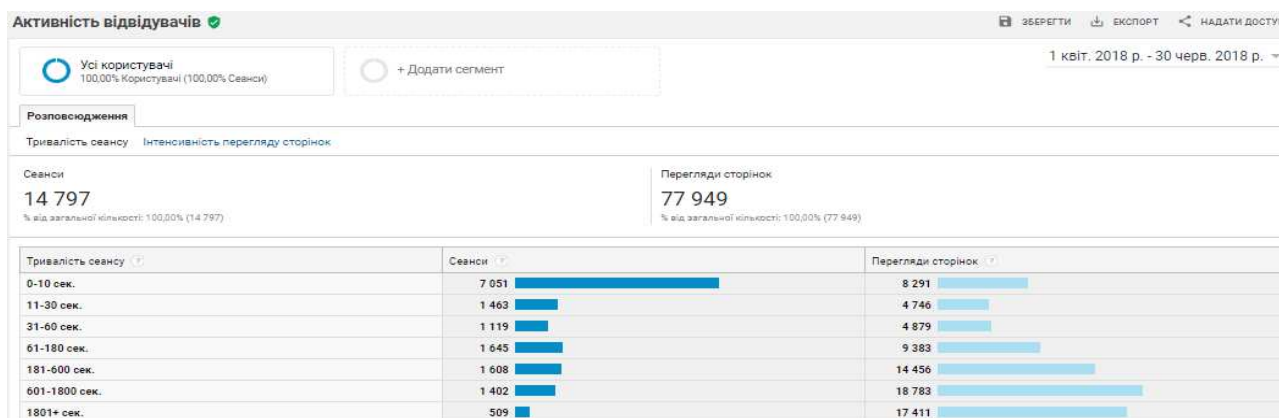 Активність відвідувачів
ЗБЕРЕГТИ ЕКСПОРТ НАДАТИ ДОСТУ
Усі користувачі
100,00% Користувачі (100,00% Сеанси)
+ Додати сегмент
1 квіт. 2018 р. - 30 черв. 2018 р.
Розповсюдження
Тривалість сеансу Інтенсивність перегляду сторінок
Сеанси Перегляди сторінок
14 797 77 949
% від загальної кількості: 100,00% (14 797) % від загальної кількості: 100,00% (77 949)
Тривалість сеансу ? Сеанси ? Перегляди сторінок ?
0-10 сек. 7 051 8 291
11-30 сек. 1 463 4 746
31-60 сек. 1 119 4 879
61-180 сек. 1 645 9 383
181-600 сек. 1 608 14 456
601-1800 сек. 1 402 18 783
1801+ сек. 509 17 411